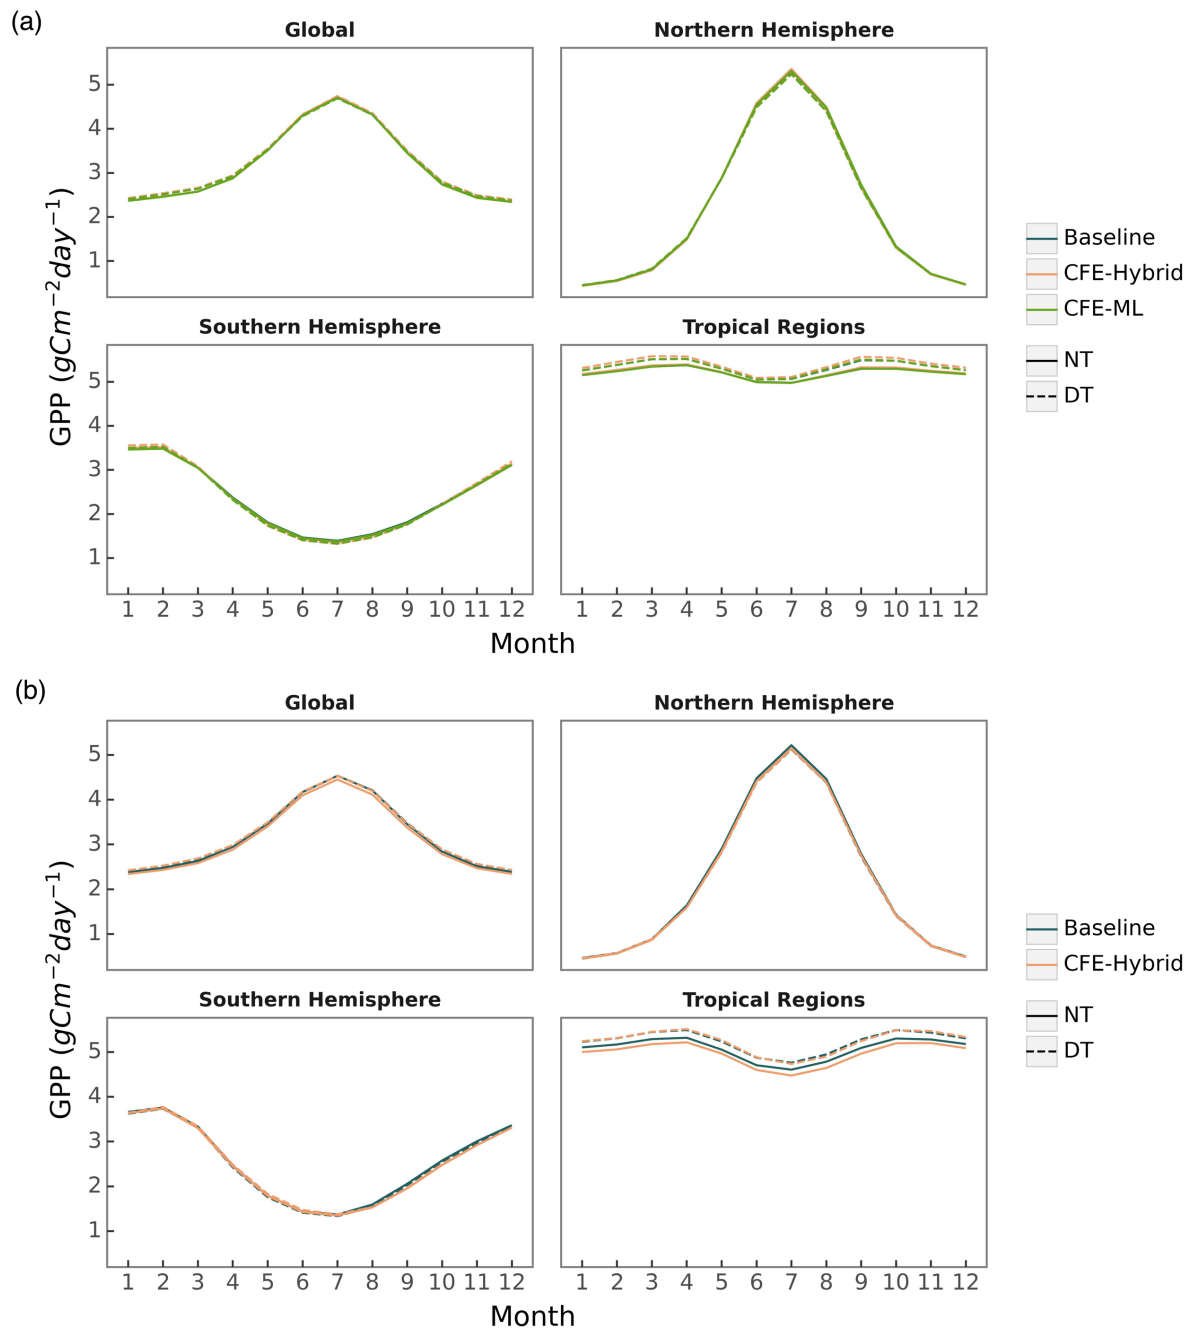 (a)
Global
Northern Hemisphere
5
4
3
2
1
Southern Hemisphere
Tropical Regions
5
4
3
2
1
GPP (gCm⁻²day⁻¹)
1 2 3 4 5 6 7 8 9 10 11 12
1 2 3 4 5 6 7 8 9 10 11 12
Month
Baseline
CFE-Hybrid
CFE-ML
NT
DT
(b)
Global
Northern Hemisphere
5
4
3
2
1
Southern Hemisphere
Tropical Regions
5
4
3
2
1
GPP (gCm⁻²day⁻¹)
1 2 3 4 5 6 7 8 9 10 11 12
1 2 3 4 5 6 7 8 9 10 11 12
Month
Baseline
CFE-Hybrid
NT
DT